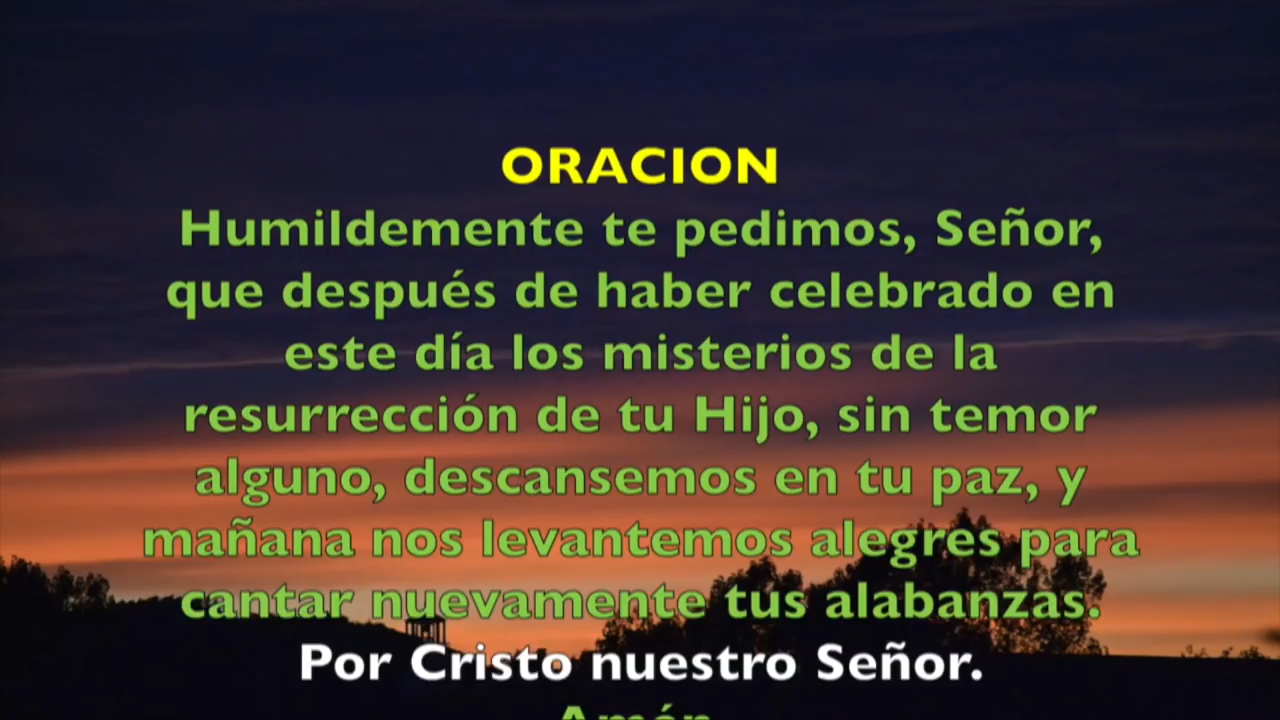 ORACION
Humildemente te pedimos, Señor,
que después de haber celebrado en
este día los misterios de la
resurrección de tu Hijo, sin temor
alguno, descansemos en tu paz, y
mañana nos levantemos alegres para
cantar nuevamente tus alabanzas.
Por Cristo nuestro Señor.
Amén